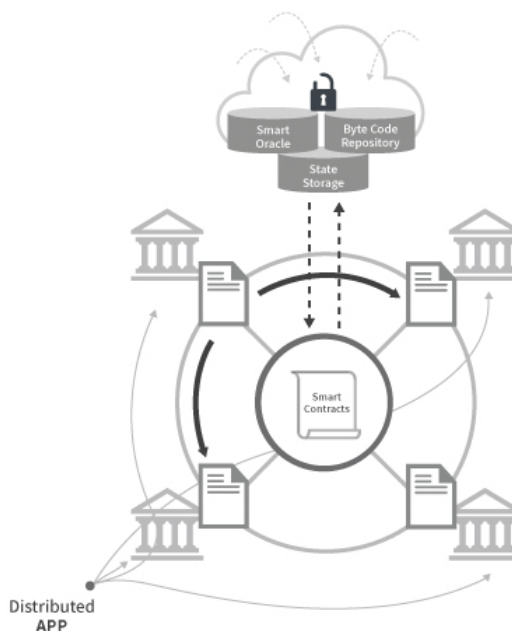 Smart
Oracle
Byte Code
Repository
State
Storage
Smart
Contracts
Distributed
APP